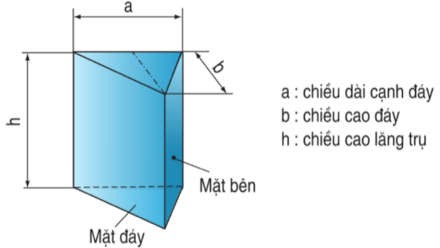 a
b
h
a : chiều dài cạnh đáy
b : chiều cao đáy
h : chiều cao lăng trụ
Mặt bên
Mặt đáy